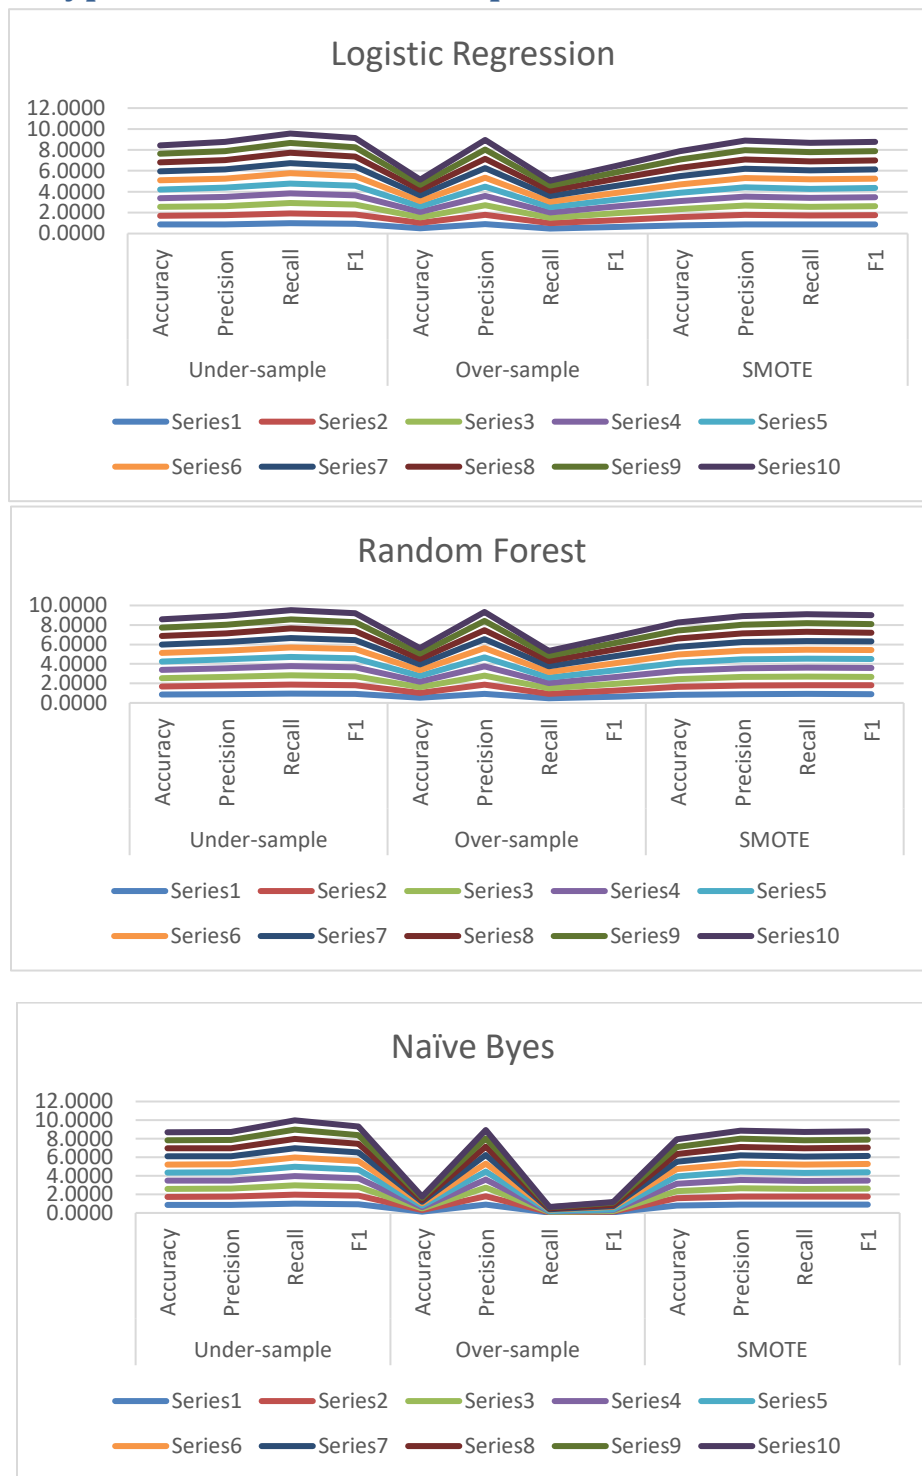 Logistic Regression
12.0000
10.0000
8.0000
6.0000
4.0000
2.0000
0.0000
Accuracy Precision Recall F1 Accuracy Precision Recall F1 Accuracy Precision Recall F1
Under-sample Over-sample SMOTE
Series1 Series2 Series3 Series4 Series5
Series6 Series7 Series8 Series9 Series10
Random Forest
10.0000
8.0000
6.0000
4.0000
2.0000
0.0000
Accuracy Precision Recall F1 Accuracy Precision Recall F1 Accuracy Precision Recall F1
Under-sample Over-sample SMOTE
Series1 Series2 Series3 Series4 Series5
Series6 Series7 Series8 Series9 Series10
Naïve Byes
12.0000
10.0000
8.0000
6.0000
4.0000
2.0000
0.0000
Accuracy Precision Recall F1 Accuracy Precision Recall F1 Accuracy Precision Recall F1
Under-sample Over-sample SMOTE
Series1 Series2 Series3 Series4 Series5
Series6 Series7 Series8 Series9 Series10